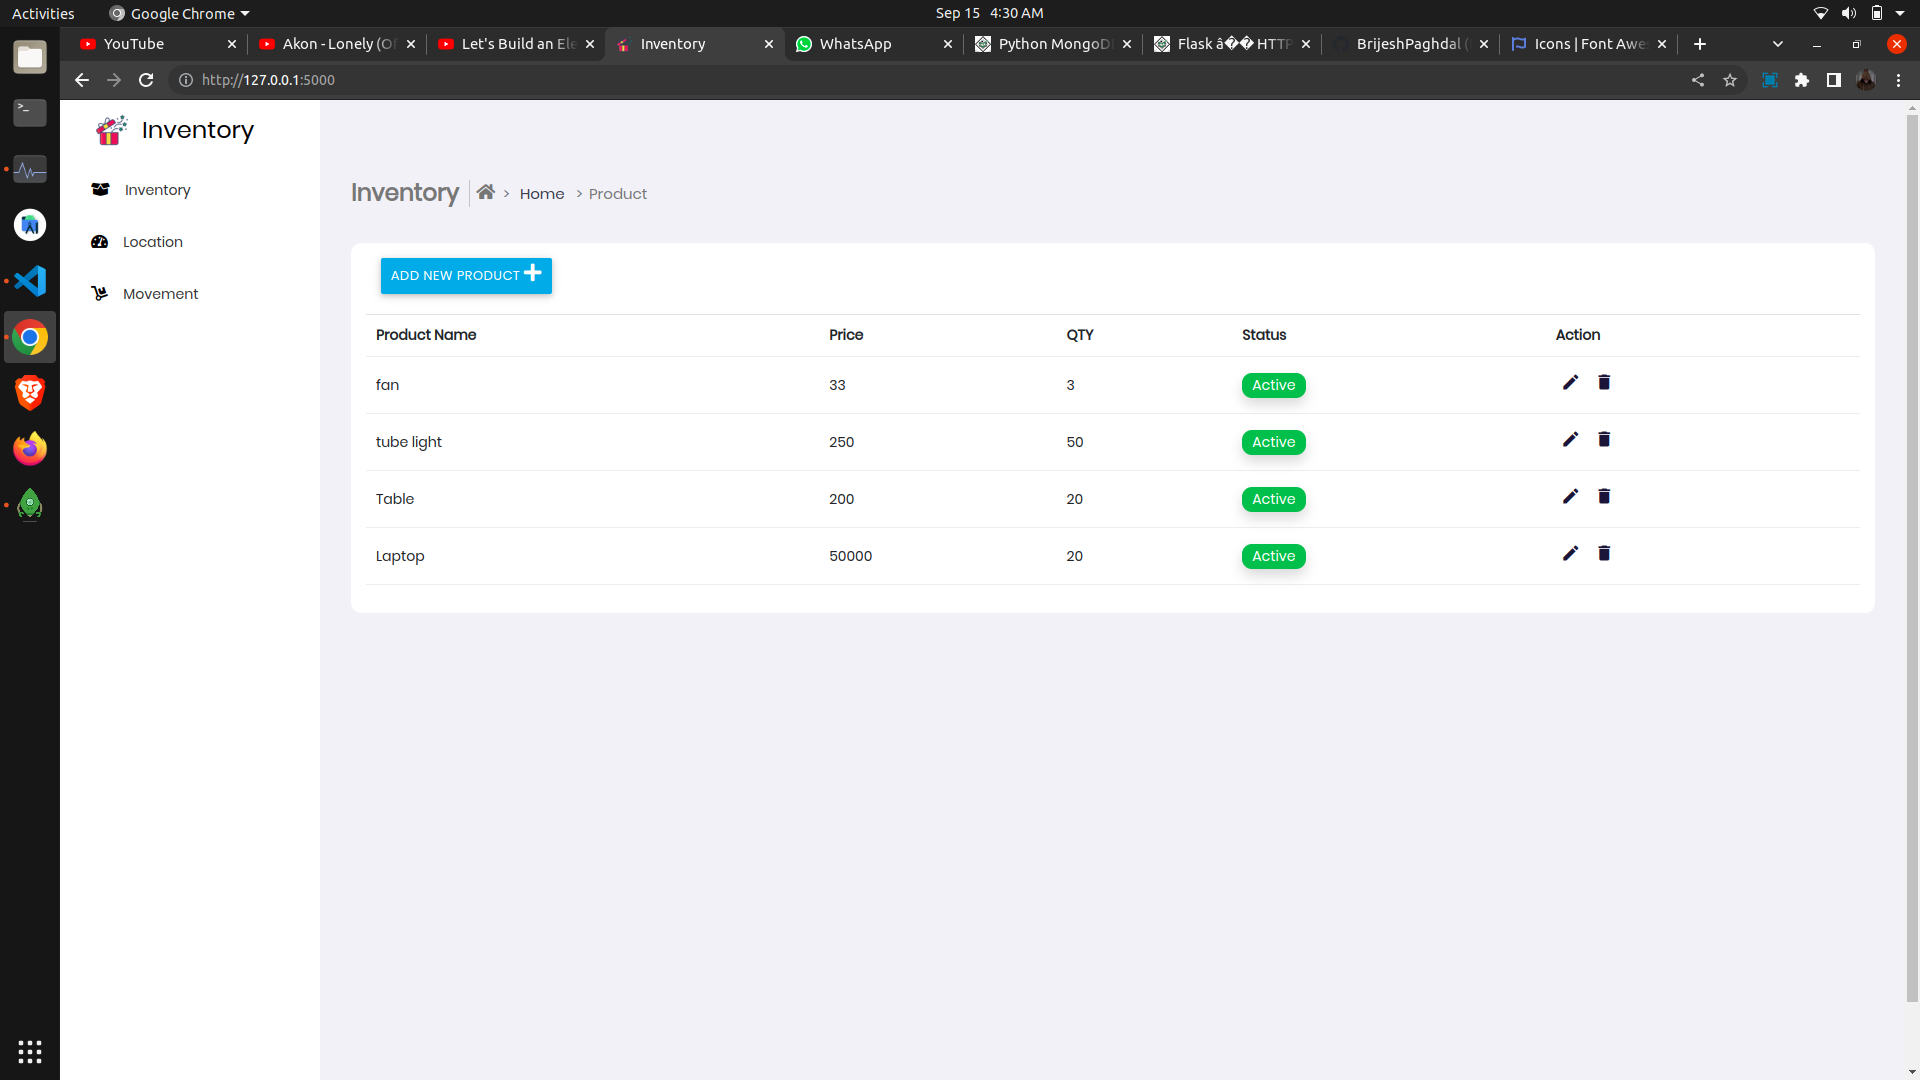 Activities Google Chrome Sep 15 4:30 AM
YouTube Akon - Lonely (Of Let's Build an Ele Inventory WhatsApp Python MongoD Flask â�� HTTP BrijeshPaghdal ( Icons | Font Awe
http://127.0.0.1:5000
Inventory
Inventory
Location
Movement
Inventory > Home > Product
ADD NEW PRODUCT
Product Name Price QTY Status Action
fan 33 3 Active
tube light 250 50 Active
Table 200 20 Active
Laptop 50000 20 Active